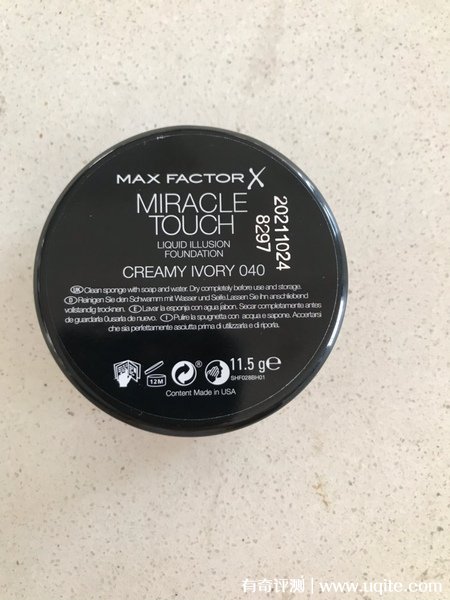 MAX FACTOR X
MIRACLE
TOUCH
LIQUID ILLUSION
FOUNDATION
CREAMY IVORY 040
20211024
8297
UK Clean sponge with soap and water. Dry completely before use and storage.
D Reinigen Sie den Schwamm mit Wasser und Seife. Lassen Sie ihn anschließend
vollständig trocknen. E Lavar la esponja con agua jabón. Secar completamente antes
de guardarla 0usarla de nuevo. I Pulire la spugnetta con acqua e sapone. Accertarsi
che sia perfettamente asciutta prima di utilizzarla e di riporla.
12M
®
11.5 g℮
SHF028BH01
Content Made in USA
有奇评测 | www.uqite.com